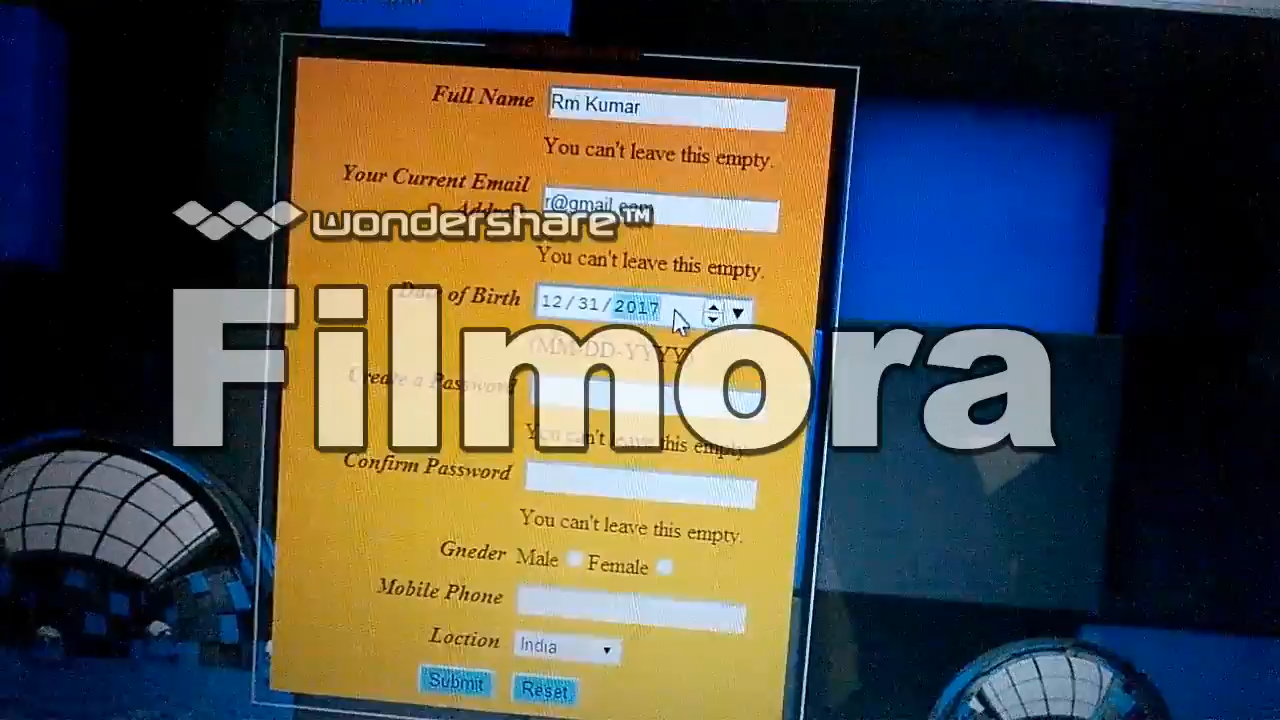 Full Name Rm Kumar
You can't leave this empty.
Your Current Email
Address r@gmail.com
wondershare™
You can't leave this empty.
Date of Birth 12/31/2017
(MM-DD-YYYY)
Filmora
Create a Password
You can't leave this empty.
Confirm Password
You can't leave this empty.
Gneder Male Female
Mobile Phone
Loction India
Submit Reset